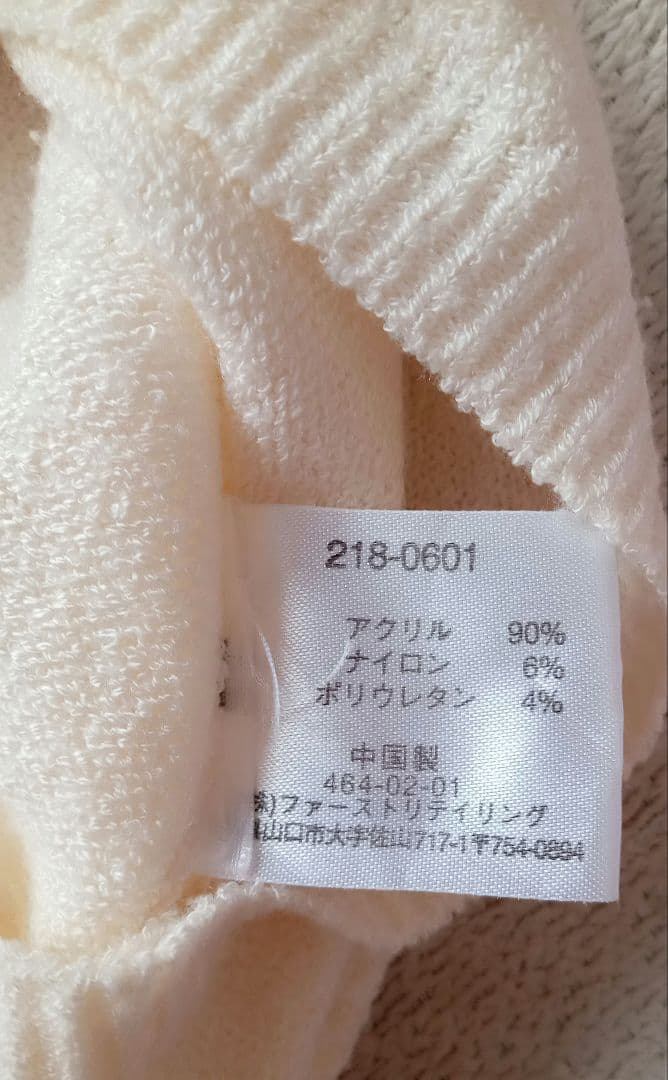 218-0601
アクリル 90%
ナイロン 6%
ポリウレタン 4%
中国製
464-02-01
㈱ファーストリテイリング
山口市大字佐山717-1〒754-0894